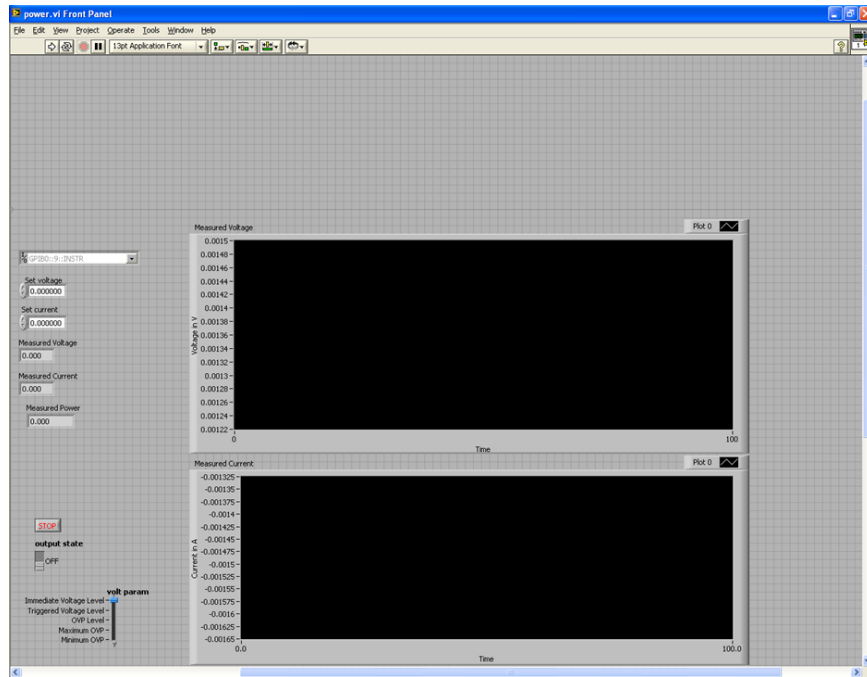 power.vi Front Panel
File Edit View Project Operate Tools Window Help
13pt Application Font
Measured Voltage
Plot 0
GPIB0::9::INSTR
Set voltage
0.000000
Set current
0.000000
Measured Voltage
0.000
Measured Current
0.000
Measured Power
0.000
0.0015
0.00148
0.00146
0.00144
0.00142
0.0014
0.00138
0.00136
0.00134
0.00132
0.0013
0.00128
0.00126
0.00124
0.00122
Voltage in V
0 100
Time
Measured Current
Plot 0
-0.001325
-0.00135
-0.001375
-0.0014
-0.001425
-0.00145
-0.001475
-0.0015
-0.001525
-0.00155
-0.001575
-0.0016
-0.001625
-0.00165
Current in A
0.0 100.0
Time
STOP
output state
OFF
volt param
Immediate Voltage Level
Triggered Voltage Level
OVP Level
Maximum OVP
Minimum OVP